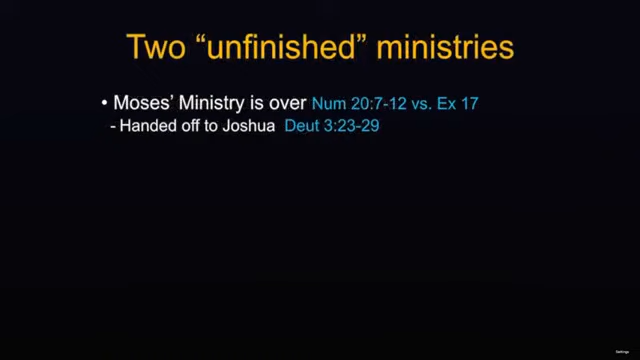 Two “unfinished” ministries
• Moses' Ministry is over Num 20:7-12 vs. Ex 17
- Handed off to Joshua Deut 3:23-29
Settings